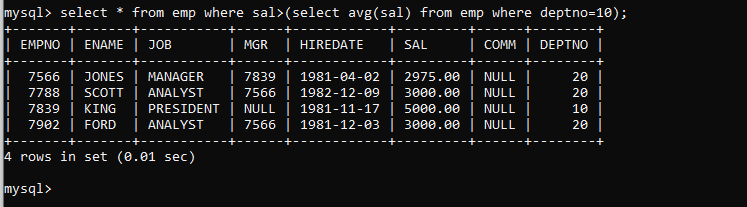 mysql> select * from emp where sal>(select avg(sal) from emp where deptno=10);
+-------+-------+-----------+------+------------+---------+------+--------+
| EMPNO | ENAME | JOB       | MGR  | HIREDATE   | SAL     | COMM | DEPTNO |
+-------+-------+-----------+------+------------+---------+------+--------+
|  7566 | JONES | MANAGER   | 7839 | 1981-04-02 | 2975.00 | NULL |     20 |
|  7788 | SCOTT | ANALYST   | 7566 | 1982-12-09 | 3000.00 | NULL |     20 |
|  7839 | KING  | PRESIDENT | NULL | 1981-11-17 | 5000.00 | NULL |     10 |
|  7902 | FORD  | ANALYST   | 7566 | 1981-12-03 | 3000.00 | NULL |     20 |
+-------+-------+-----------+------+------------+---------+------+--------+
4 rows in set (0.01 sec)
mysql>